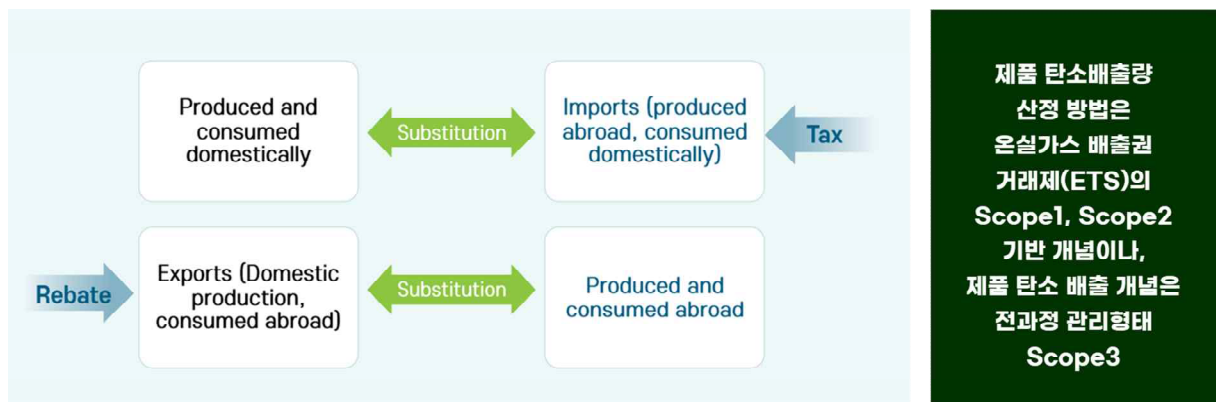 Produced and
consumed
domestically
Substitution
Imports (produced
abroad, consumed
domestically)
Tax
Rebate
Exports (Domestic
production,
consumed abroad)
Substitution
Produced and
consumed abroad
제품 탄소배출량
산정 방법은
온실가스 배출권
거래제(ETS)의
Scope1, Scope2
기반 개념이나,
제품 탄소 배출 개념은
전과정 관리형태
Scope3